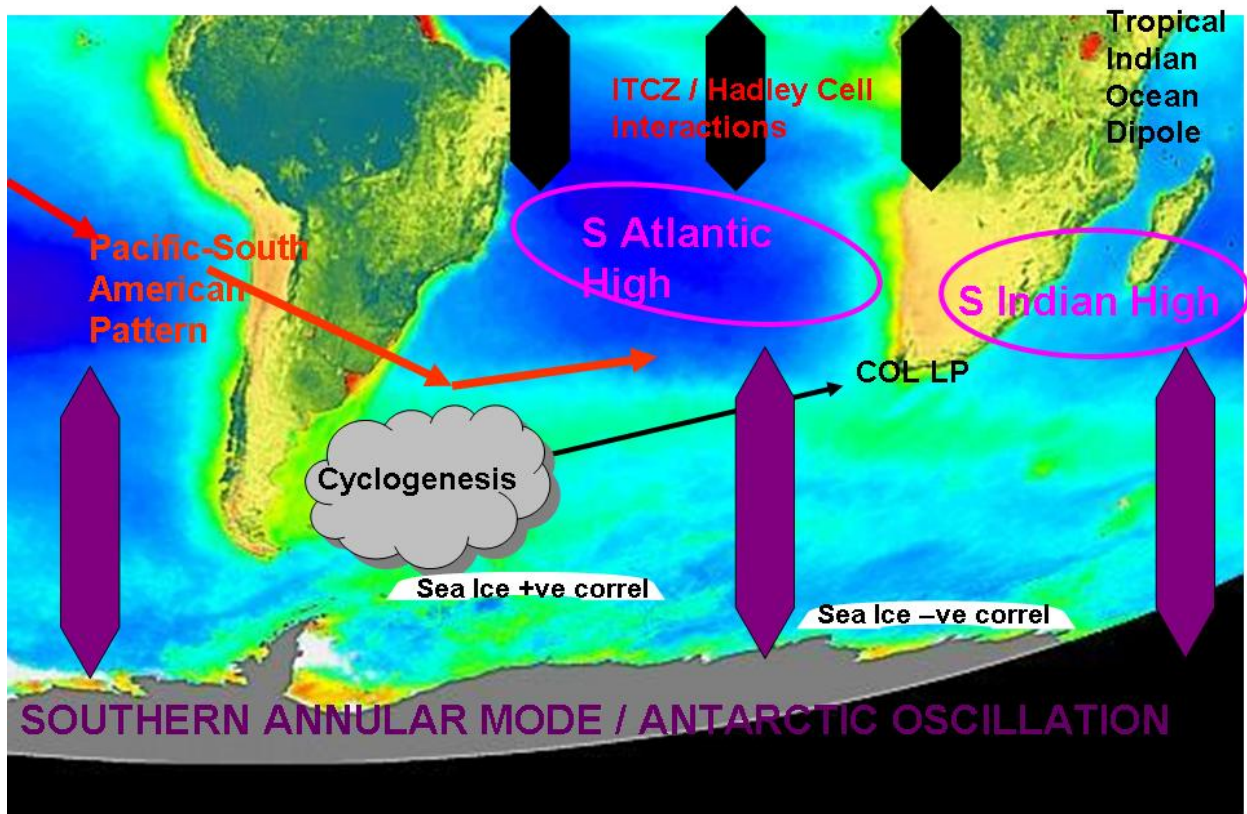 Tropical
Indian
Ocean
Dipole
ITCZ / Hadley Cell
interactions
S Atlantic
High
Pacific-South
American
Pattern
S Indian High
COL LP
Cyclogenesis
Sea Ice +ve correl
Sea Ice –ve correl
SOUTHERN ANNULAR MODE / ANTARCTIC OSCILLATION